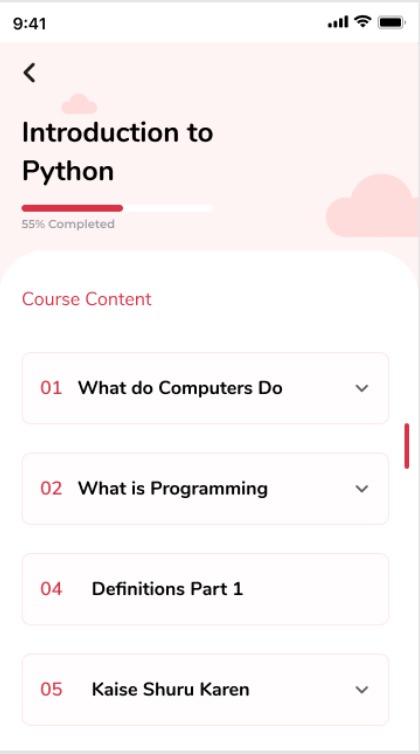 9:41
Introduction to
Python
55% Completed
Course Content
01 What do Computers Do
02 What is Programming
04 Definitions Part 1
05 Kaise Shuru Karen